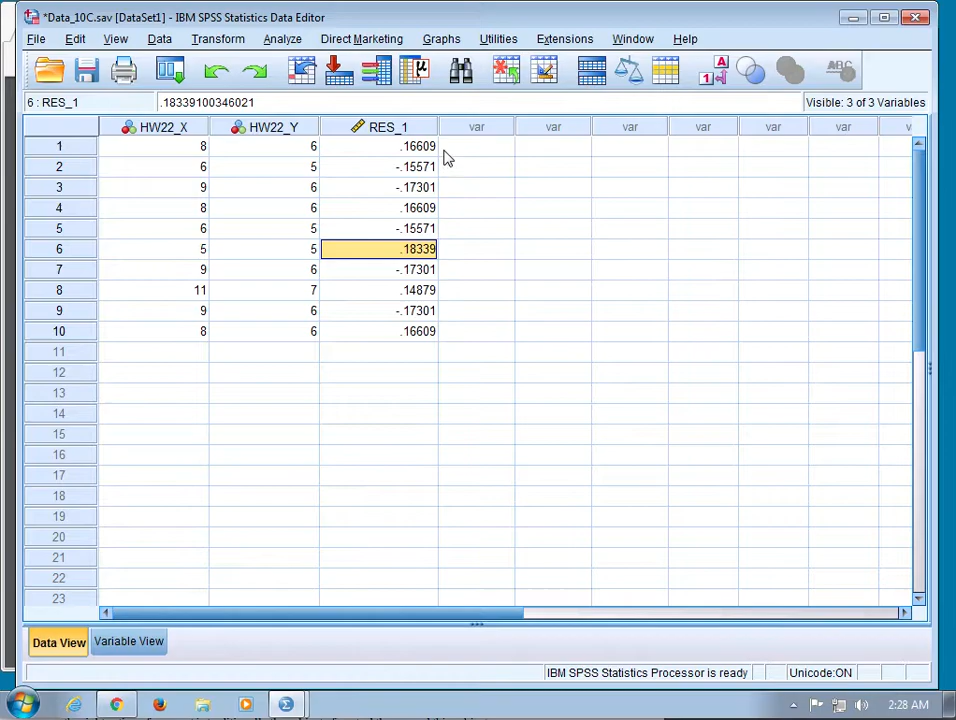 *Data_10C.sav [DataSet1] - IBM SPSS Statistics Data Editor
File Edit View Data Transform Analyze Direct Marketing Graphs Utilities Extensions Window Help
6 : RES_1 .18339100346021 Visible: 3 of 3 Variables
HW22_X HW22_Y RES_1 var var var var var var v
1 8 6 .16609
2 6 5 -.15571
3 9 6 -.17301
4 8 6 .16609
5 6 5 -.15571
6 5 5 .18339
7 9 6 -.17301
8 11 7 .14879
9 9 6 -.17301
10 8 6 .16609
11
12
13
14
15
16
17
18
19
20
21
22
23
Data View Variable View
IBM SPSS Statistics Processor is ready Unicode:ON
2:28 AM